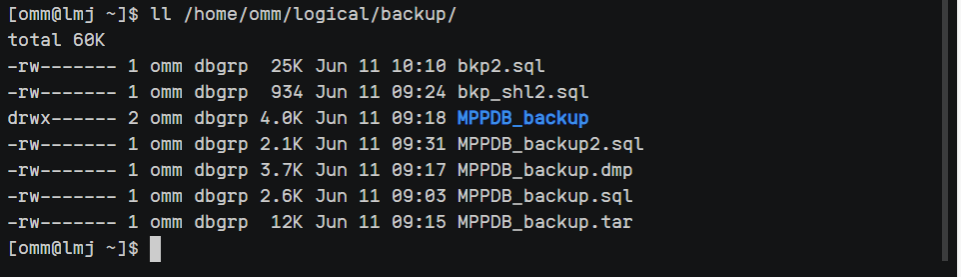 [omm@lmj ~]$ ll /home/omm/logical/backup/
total 60K
-rw------- 1 omm dbgrp  25K Jun 11 10:10 bkp2.sql
-rw------- 1 omm dbgrp  934 Jun 11 09:24 bkp_shl2.sql
drwx------ 2 omm dbgrp 4.0K Jun 11 09:18 MPPDB_backup
-rw------- 1 omm dbgrp 2.1K Jun 11 09:31 MPPDB_backup2.sql
-rw------- 1 omm dbgrp 3.7K Jun 11 09:17 MPPDB_backup.dmp
-rw------- 1 omm dbgrp 2.6K Jun 11 09:03 MPPDB_backup.sql
-rw------- 1 omm dbgrp  12K Jun 11 09:15 MPPDB_backup.tar
[omm@lmj ~]$